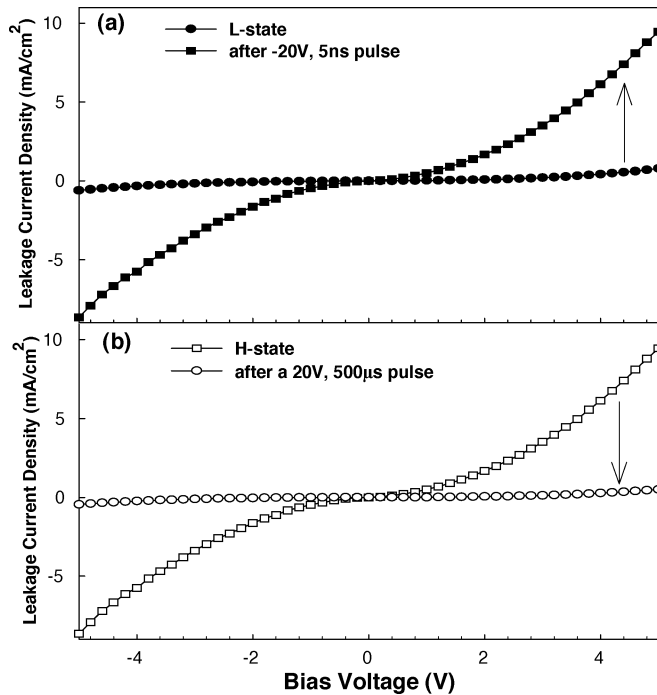 (a)
L-state
after -20V, 5ns pulse
Leakage Current Density (mA/cm²)
10
5
0
-5
(b)
H-state
after a 20V, 500μs pulse
Leakage Current Density (mA/cm²)
10
5
0
-5
-4 -2 0 2 4
Bias Voltage (V)